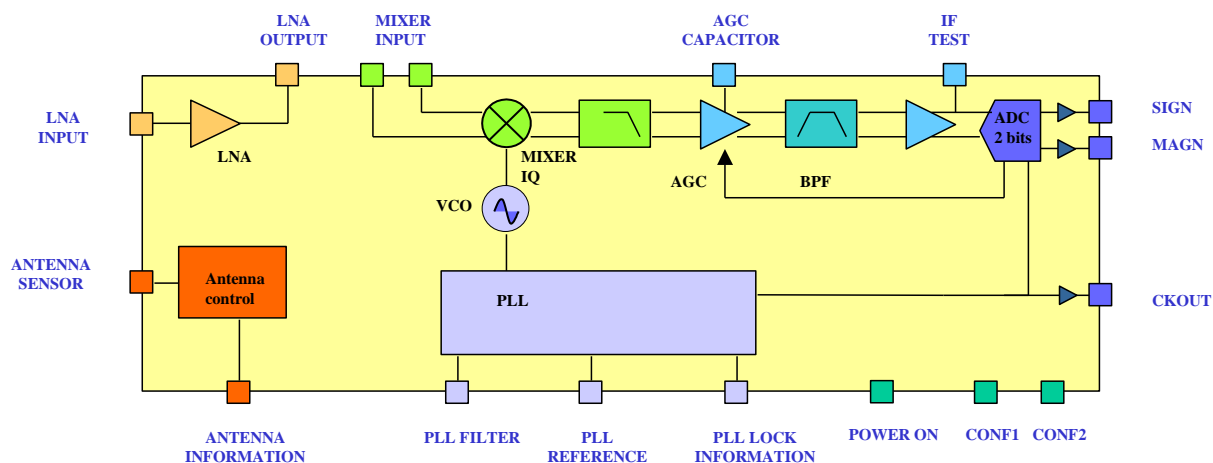 LNA
OUTPUT
MIXER
INPUT
AGC
CAPACITOR
IF
TEST
LNA
INPUT
LNA
MIXER
IQ
AGC
BPF
ADC
2 bits
SIGN
MAGN
VCO
ANTENNA
SENSOR
Antenna
control
PLL
CKOUT
ANTENNA
INFORMATION
PLL FILTER
PLL
REFERENCE
PLL LOCK
INFORMATION
POWER ON
CONF1
CONF2